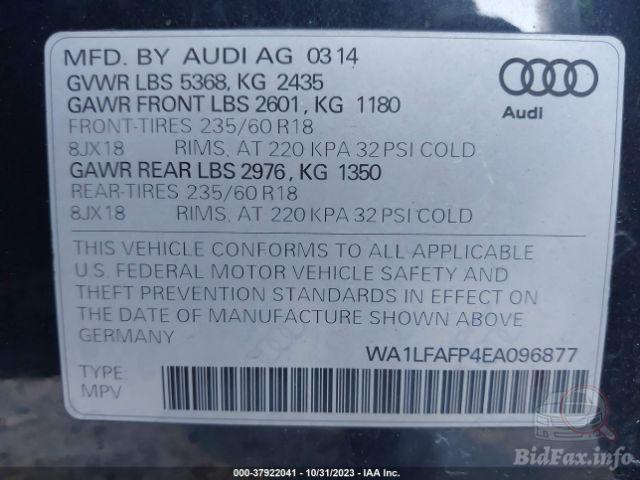 MFD. BY AUDI AG 03 14
GVWR LBS 5368, KG 2435
GAWR FRONT LBS 2601, KG 1180
FRONT-TIRES 235/60 R18
8JX18 RIMS, AT 220 KPA 32 PSI COLD
GAWR REAR LBS 2976, KG 1350
REAR-TIRES 235/60 R18
8JX18 RIMS, AT 220 KPA 32 PSI COLD
Audi
THIS VEHICLE CONFORMS TO ALL APPLICABLE
U.S. FEDERAL MOTOR VEHICLE SAFETY AND
THEFT PREVENTION STANDARDS IN EFFECT ON
THE DATE OF MANUFACTURE SHOWN ABOVE
GERMANY
WA1LFAFP4EA096877
TYPE:
MPV
BidFax.info
000-37922041 - 10/31/2023 - IAA Inc.